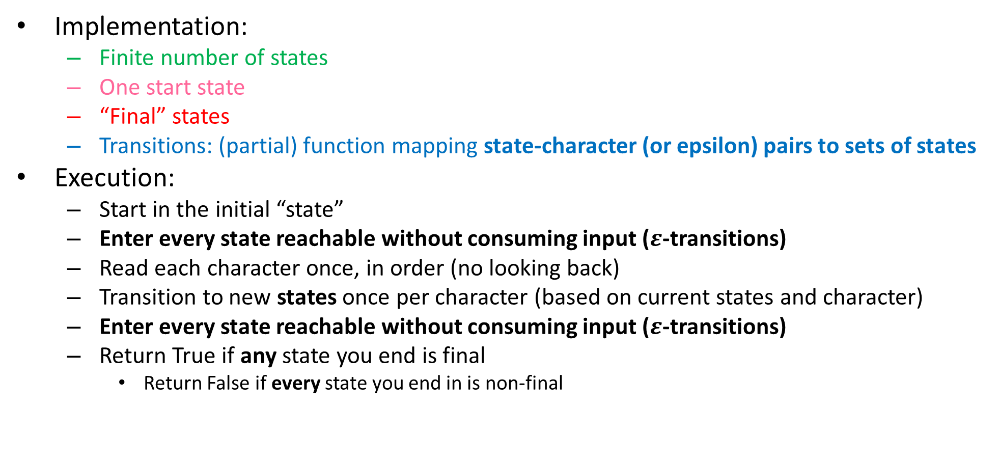 • Implementation:
– Finite number of states
– One start state
– “Final” states
– Transitions: (partial) function mapping state-character (or epsilon) pairs to sets of states
• Execution:
– Start in the initial “state”
– Enter every state reachable without consuming input (𝜀-transitions)
– Read each character once, in order (no looking back)
– Transition to new states once per character (based on current states and character)
– Enter every state reachable without consuming input (𝜀-transitions)
– Return True if any state you end is final
• Return False if every state you end in is non-final